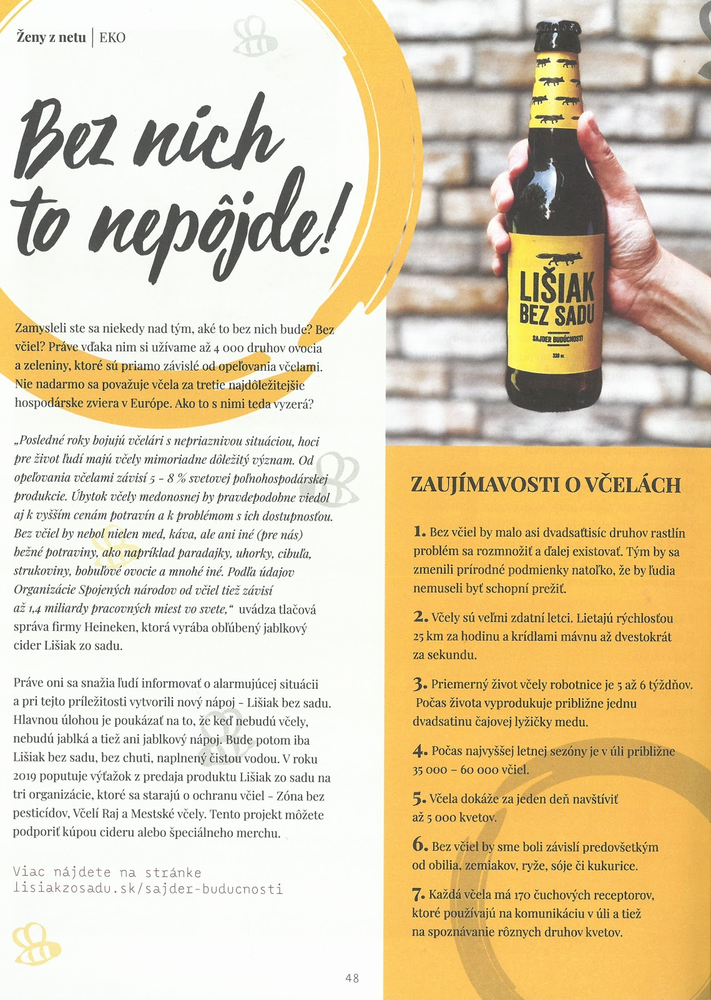 Ženy z netu | EKO
Bez nich
to nepôjde!
Zamysleli ste sa niekedy nad tým, aké to bez nich bude? Bez
včiel? Práve vďaka nim si užívame až 4 000 druhov ovocia
a zeleniny, ktoré sú priamo závislé od opeľovania včelami.
Nie nadarmo sa považuje včela za tretie najdôležitejšie
hospodárske zviera v Európe. Ako to s nimi teda vyzerá?
„Posledné roky bojujú včelári s nepriaznivou situáciou, hoci
pre život ľudí majú včely mimoriadne dôležitý význam. Od
opeľovania včelami závisí 5 - 8 % svetovej poľnohospodárskej
produkcie. Úbytok včely medonosnej by pravdepodobne viedol
aj k vyšším cenám potravín a k problémom s ich dostupnosťou.
Bez včiel by nebol nielen med, káva, ale ani iné (pre nás)
bežné potraviny, ako napríklad paradajky, uhorky, cibuľa,
strukoviny, bobuľové ovocie a mnohé iné. Podľa údajov
Organizácie Spojených národov od včiel tiež závisí
až 1,4 miliardy pracovných miest vo svete,“ uvádza tlačová
správa firmy Heineken, ktorá vyrába obľúbený jablkový
cider Lišiak zo sadu.
Práve oni sa snažia ľudí informovať o alarmujúcej situácii
a pri tejto príležitosti vytvorili nový nápoj - Lišiak bez sadu.
Hlavnou úlohou je poukázať na to, že keď nebudú včely,
nebudú jablká a tiež ani jablkový nápoj. Bude potom iba
Lišiak bez sadu, bez chuti, naplnený čistou vodou. V roku
2019 poputuje výťažok z predaja produktu Lišiak zo sadu na
tri organizácie, ktoré sa starajú o ochranu včiel - Zóna bez
pesticídov, Včelí Raj a Mestské včely. Tento projekt môžete
podporiť kúpou cideru alebo špeciálneho merchu.
Viac nájdete na stránke
lisiakzosadu.sk/sajder-buducnosti
LIŠIAK
BEZ SADU
SAJDER BUDÚCNOSTI
330 ml
ZAUJÍMAVOSTI O VČELÁCH
1. Bez včiel by malo asi dvadsaťtisíc druhov rastlín
problém sa rozmnožiť a ďalej existovať. Tým by sa
zmenili prírodné podmienky natoľko, že by ľudia
nemuseli byť schopní prežiť.
2. Včely sú veľmi zdatní letci. Lietajú rýchlosťou
25 km za hodinu a krídlami mávnu až dvestokrát
za sekundu.
3. Priemerný život včely robotnice je 5 až 6 týždňov.
Počas života vyprodukuje približne jednu
dvadsatinu čajovej lyžičky medu.
4. Počas najvyššej letnej sezóny je v úli približne
35 000 – 60 000 včiel.
5. Včela dokáže za jeden deň navštíviť
až 5 000 kvetov.
6. Bez včiel by sme boli závislí predovšetkým
od obilia, zemiakov, ryže, sóje či kukurice.
7. Každá včela má 170 čuchových receptorov,
ktoré používajú na komunikáciu v úli a tiež
na spoznávanie rôznych druhov kvetov.
48